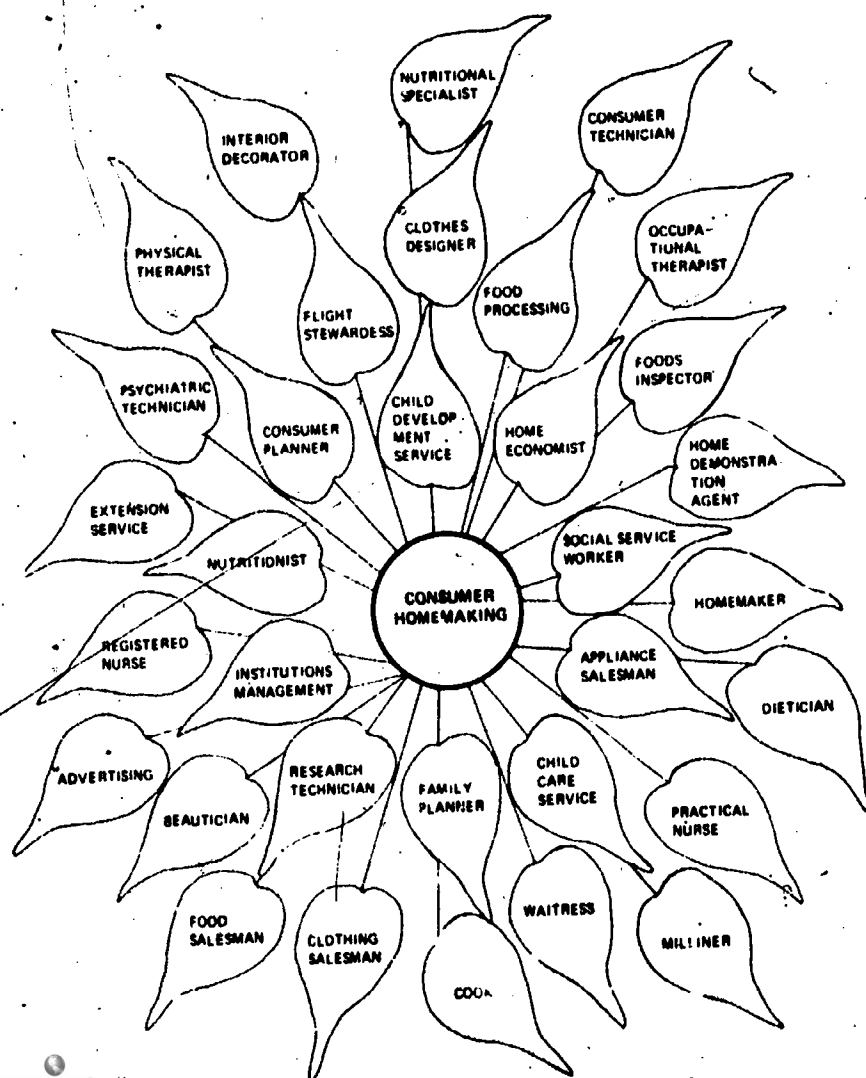 NUTRITIONAL
SPECIALIST
CONSUMER
TECHNICIAN
INTERIOR
DECORATOR
CLOTHES
DESIGNER
OCCUPA-
TIONAL
THERAPIST
PHYSICAL
THERAPIST
FOOD
PROCESSING
FLIGHT
STEWARDESS
FOODS
INSPECTOR
PSYCHIATRIC
TECHNICIAN
CONSUMER
PLANNER
CHILD
DEVELOP
MENT
SERVICE
HOME
ECONOMIST
HOME
DEMONSTRA
TION
AGENT
EXTENSION
SERVICE
NUTRITIONIST
SOCIAL SERVICE
WORKER
CONSUMER
HOMEMAKING
HOMEMAKER
REGISTERED
NURSE
INSTITUTIONS
MANAGEMENT
APPLIANCE
SALESMAN
DIETICIAN
ADVERTISING
RESEARCH
TECHNICIAN
FAMILY
PLANNER
CHILD
CARE
SERVICE
BEAUTICIAN
PRACTICAL
NURSE
FOOD
SALESMAN
CLOTHING
SALESMAN
WAITRESS
COOK
MILLINER